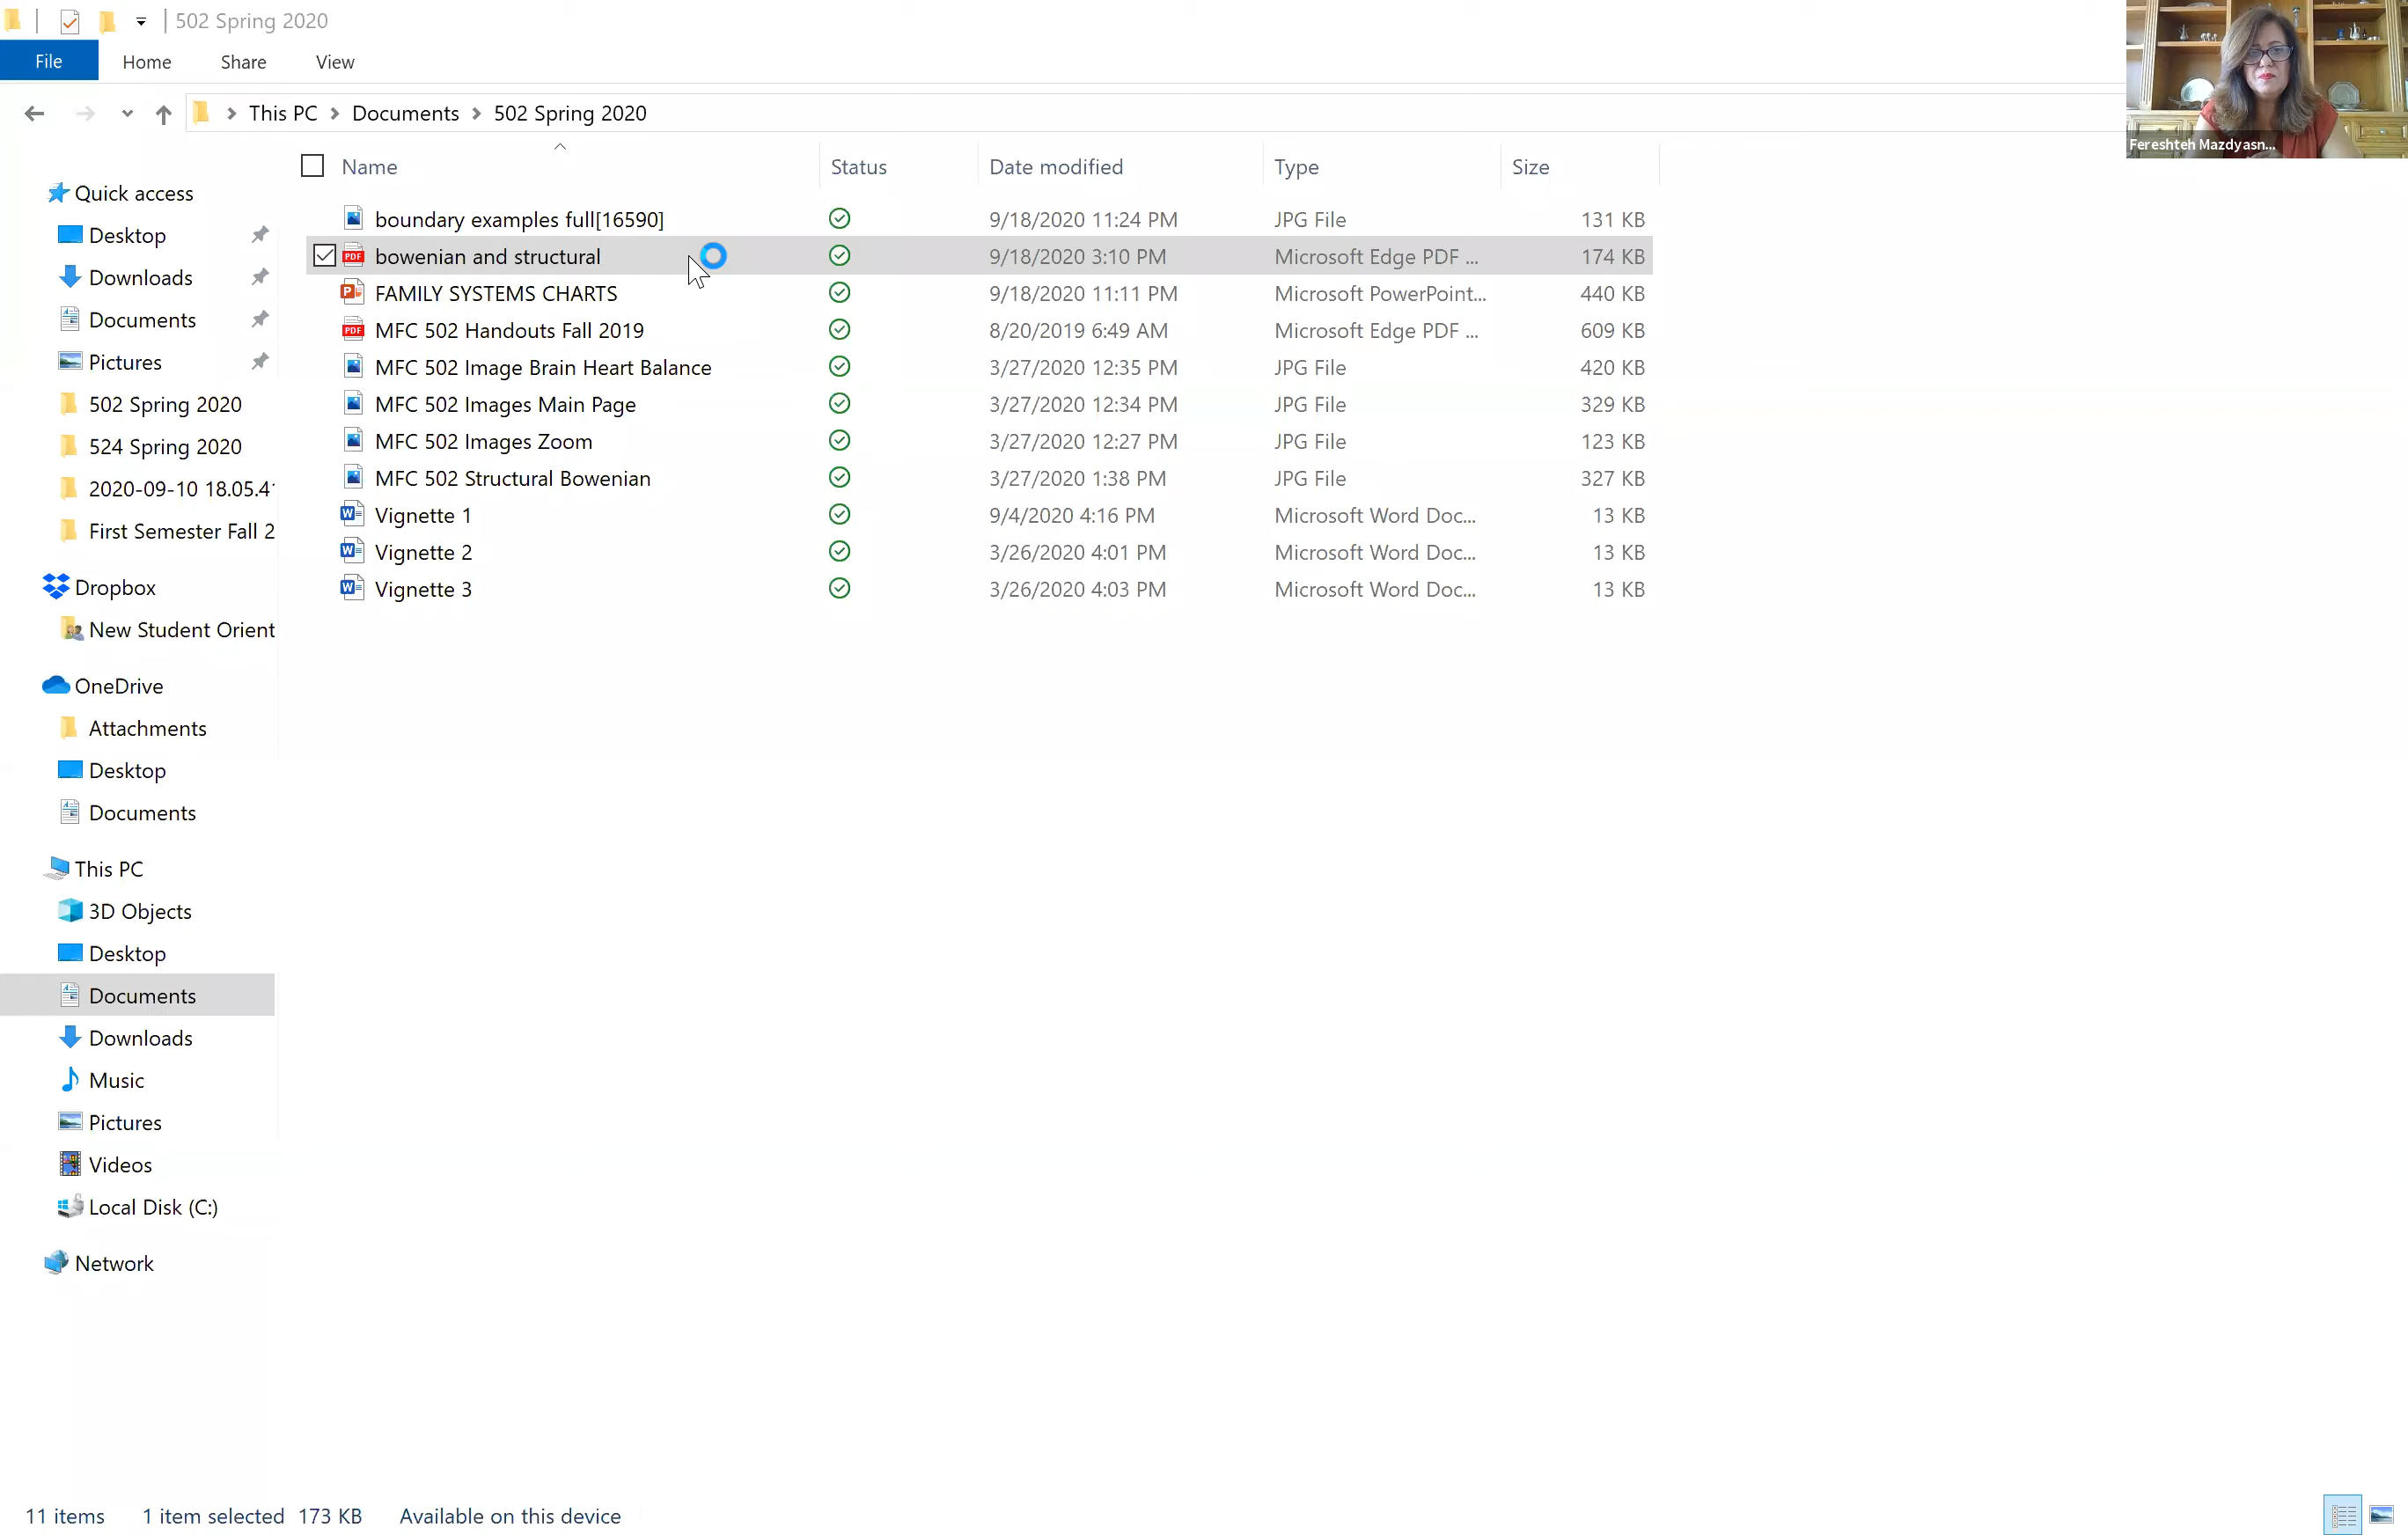 502 Spring 2020
File Home Share View
This PC Documents 502 Spring 2020
Fereshteh Mazdyasn...
Name Status Date modified Type Size
boundary examples full[16590] 9/18/2020 11:24 PM JPG File 131 KB
bowenian and structural 9/18/2020 3:10 PM Microsoft Edge PDF ... 174 KB
FAMILY SYSTEMS CHARTS 9/18/2020 11:11 PM Microsoft PowerPoint... 440 KB
MFC 502 Handouts Fall 2019 8/20/2019 6:49 AM Microsoft Edge PDF ... 609 KB
MFC 502 Image Brain Heart Balance 3/27/2020 12:35 PM JPG File 420 KB
MFC 502 Images Main Page 3/27/2020 12:34 PM JPG File 329 KB
MFC 502 Images Zoom 3/27/2020 12:27 PM JPG File 123 KB
MFC 502 Structural Bowenian 3/27/2020 1:38 PM JPG File 327 KB
Vignette 1 9/4/2020 4:16 PM Microsoft Word Doc... 13 KB
Vignette 2 3/26/2020 4:01 PM Microsoft Word Doc... 13 KB
Vignette 3 3/26/2020 4:03 PM Microsoft Word Doc... 13 KB
Quick access
Desktop
Downloads
Documents
Pictures
502 Spring 2020
524 Spring 2020
2020-09-10 18.05.41
First Semester Fall 2
Dropbox
New Student Orient
OneDrive
Attachments
Desktop
Documents
This PC
3D Objects
Desktop
Documents
Downloads
Music
Pictures
Videos
Local Disk (C:)
Network
11 items 1 item selected 173 KB Available on this device